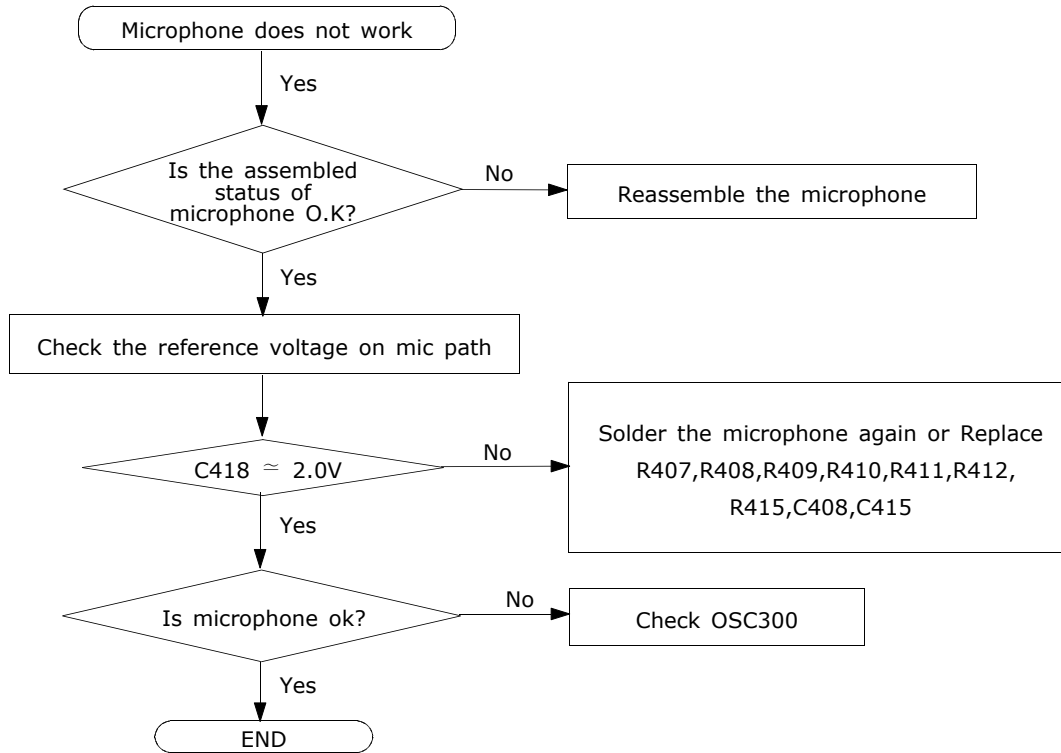 Microphone does not work
Yes
Is the assembled
status of
microphone O.K?
No
Reassemble the microphone
Yes
Check the reference voltage on mic path
C418 ≃ 2.0V
No
Solder the microphone again or Replace
R407,R408,R409,R410,R411,R412,
R415,C408,C415
Yes
Is microphone ok?
No
Check OSC300
Yes
END